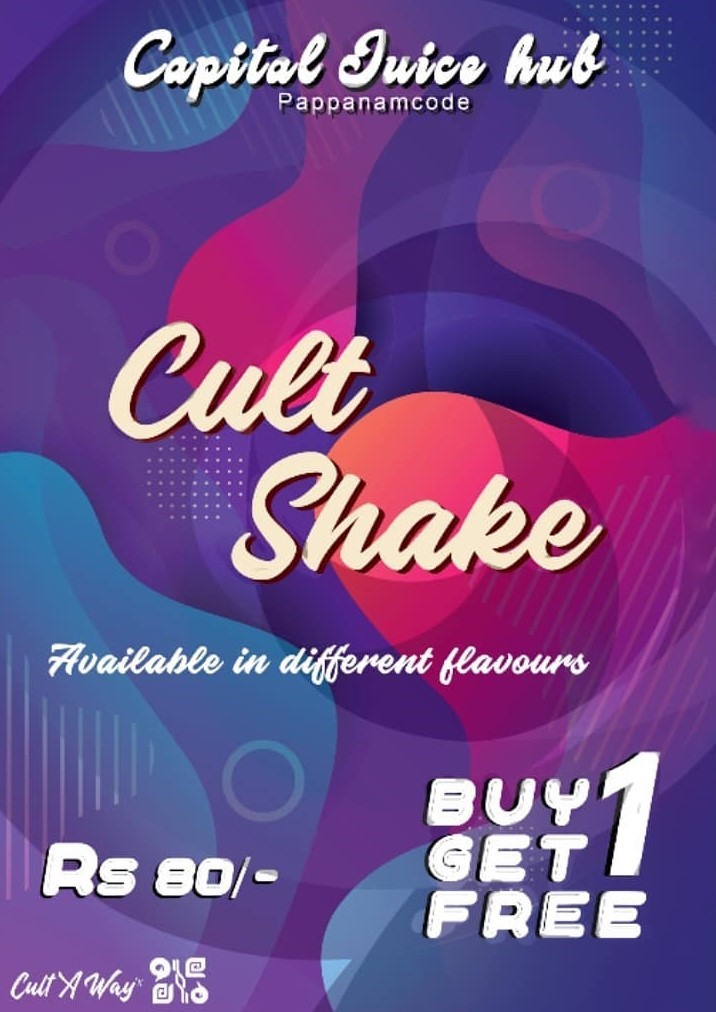 Capital Juice hub
Pappanamcode
Cult
Shake
Available in different flavours
BUY 1
GET
FREE
Rs 80/-
Cult A Way